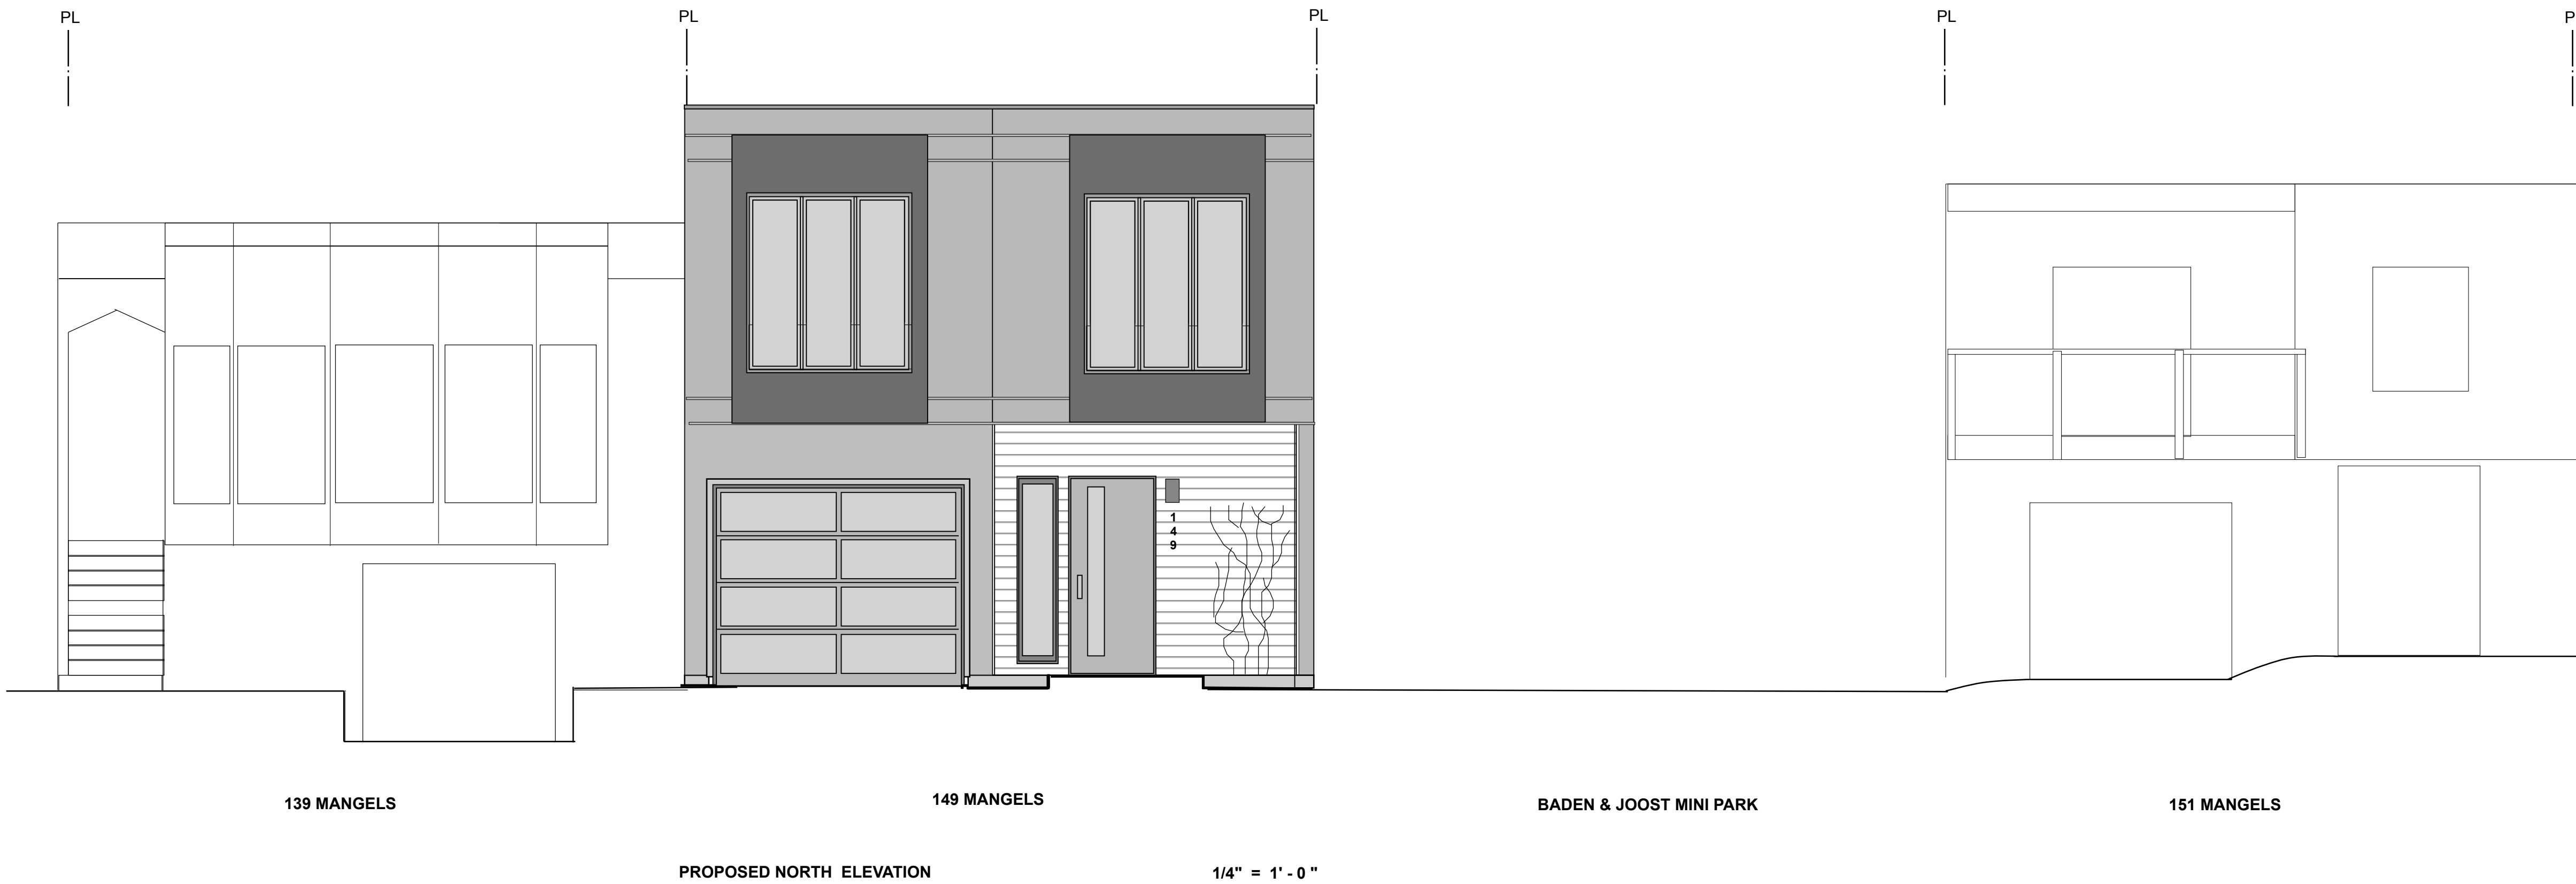 PL
PL
PL
PL
P
1
4
9
139 MANGELS
149 MANGELS
BADEN & JOOST MINI PARK
151 MANGELS
PROPOSED NORTH ELEVATION
1/4" = 1' - 0 "